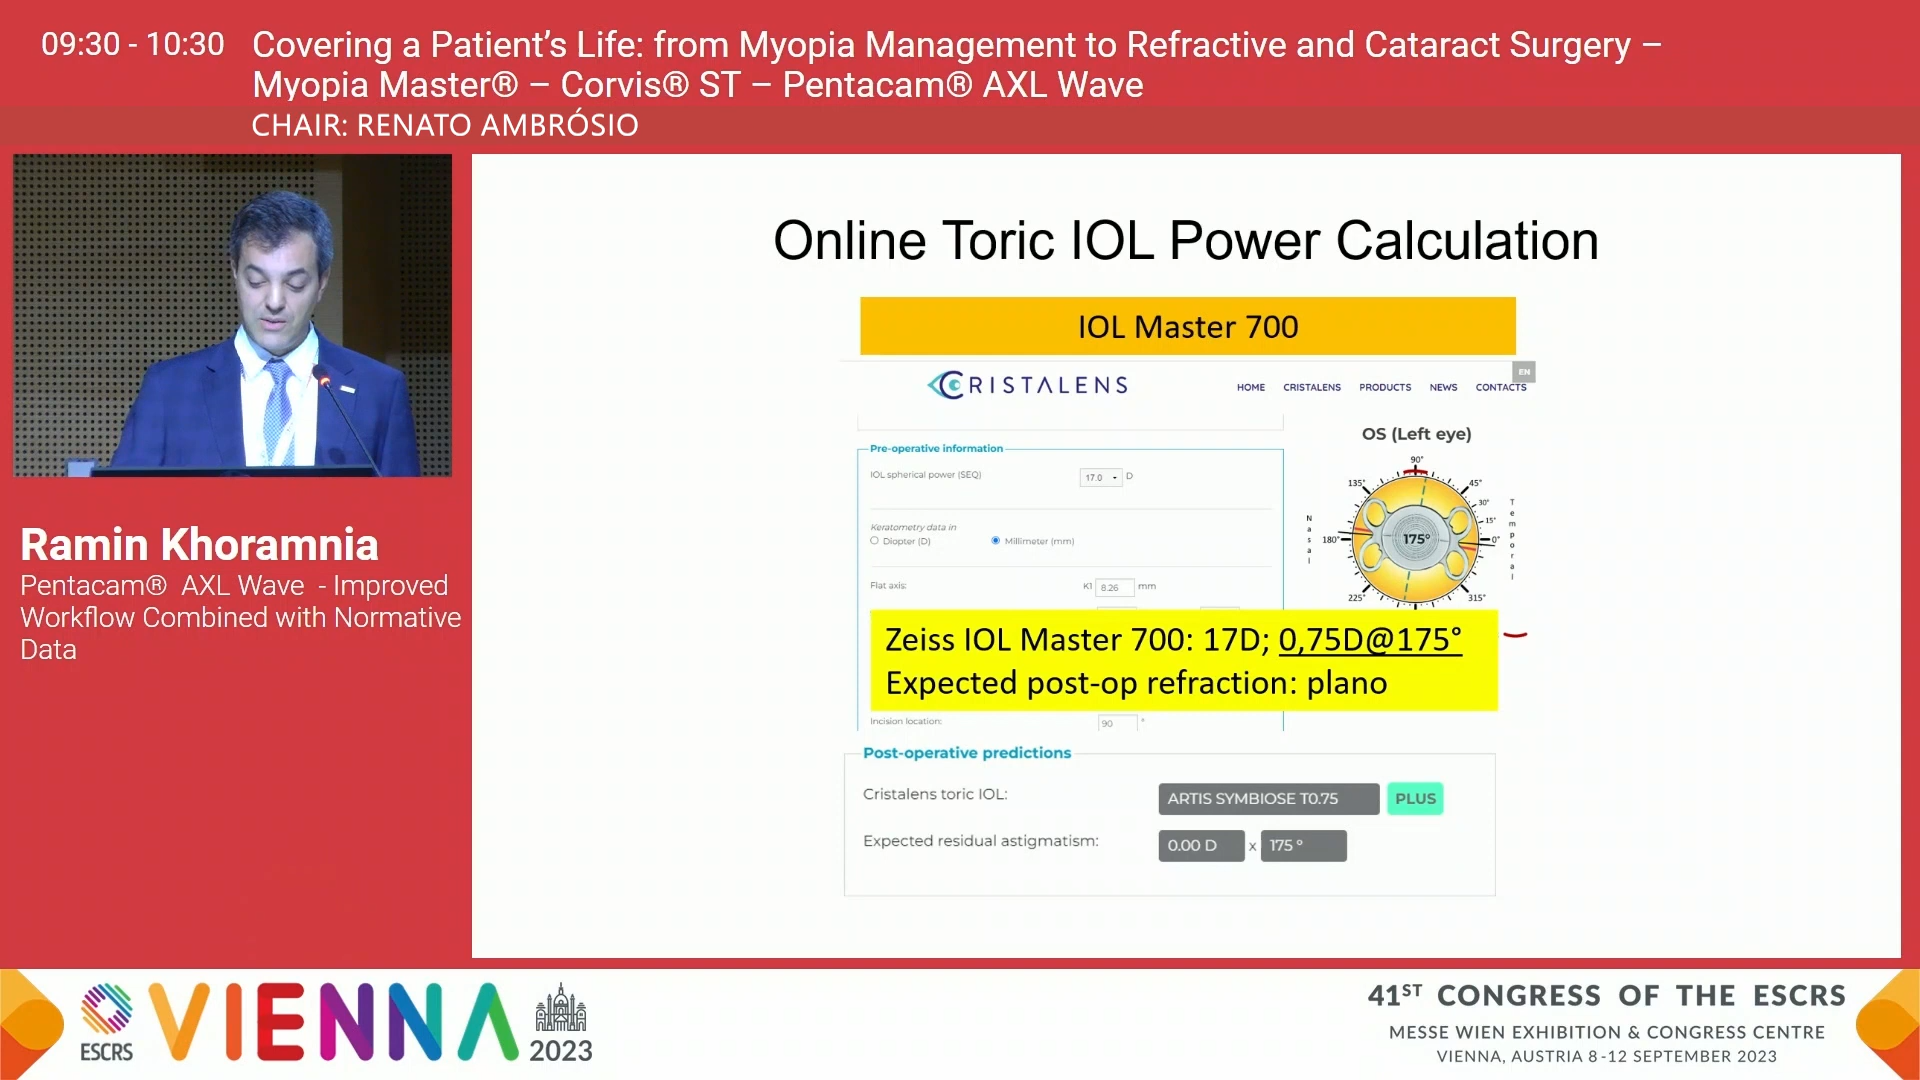 09:30 - 10:30
Covering a Patient's Life: from Myopia Management to Refractive and Cataract Surgery –
Myopia Master® – Corvis® ST – Pentacam® AXL Wave
CHAIR: RENATO AMBRÓSIO
Ramin Khoramnia
Pentacam® AXL Wave - Improved
Workflow Combined with Normative
Data
Online Toric IOL Power Calculation
IOL Master 700
CRISTALENS
HOME CRISTALENS PRODUCTS NEWS CONTACTS
EN
Pre-operative information
IOL spherical power (SEQ) 17.0 D
Keratometry data in
Diopter (D) Millimeter (mm)
Flat axis: K1 8.26 mm
OS (Left eye)
90°
135° 45°
30°
15°
180° 175° 0°
225° 315°
Nasal
Temporal
Zeiss IOL Master 700: 17D; 0,75D@175°
Expected post-op refraction: plano
Incision location: 90 °
Post-operative predictions
Cristalens toric IOL: ARTIS SYMBIOSE T0.75 PLUS
Expected residual astigmatism: 0.00 D x 175 °
ESCRS
VIENNA
2023
41ST CONGRESS OF THE ESCRS
MESSE WIEN EXHIBITION & CONGRESS CENTRE
VIENNA, AUSTRIA 8-12 SEPTEMBER 2023